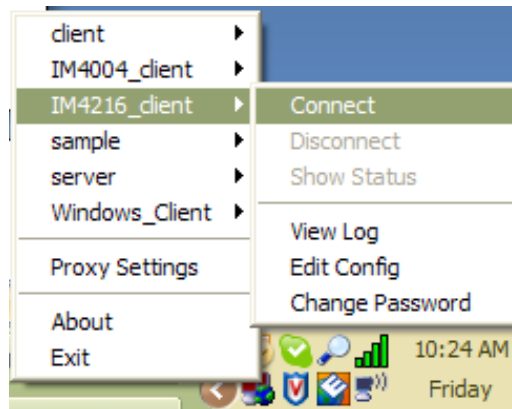 client
IM4004_client
IM4216_client
sample
server
Windows_Client
Proxy Settings
About
Exit
Connect
Disconnect
Show Status
View Log
Edit Config
Change Password
10:24 AM
Friday